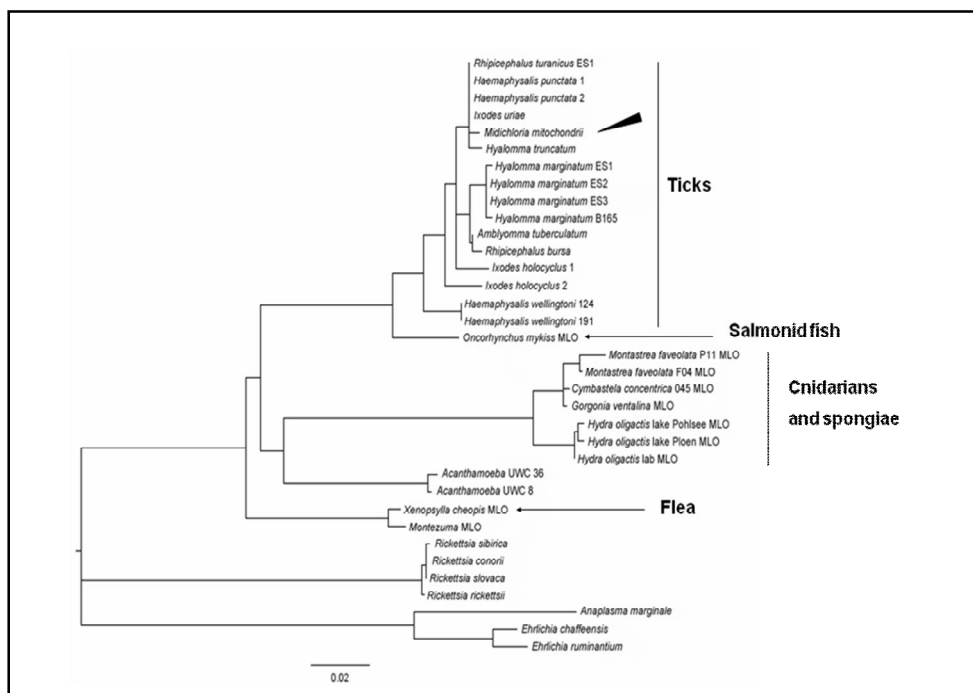 Rhipicephalus turanicus ES1
Haemaphysalis punctata 1
Haemaphysalis punctata 2
Ixodes uriae
Midichloria mitochondrii
Hyalomma truncatum
Hyalomma marginatum ES1
Hyalomma marginatum ES2
Hyalomma marginatum ES3
Hyalomma marginatum B165
Amblyomma tuberculatum
Rhipicephalus bursa
Ixodes holocyclus 1
Ixodes holocyclus 2
Haemaphysalis wellingtoni 124
Haemaphysalis wellingtoni 191
Ticks
Oncorhynchus mykiss MLO
Salmonid fish
Montastrea faveolata P11 MLO
Montastrea faveolata F04 MLO
Cymbastela concentrica 045 MLO
Gorgonia ventalina MLO
Hydra oligactis lake Pohlsee MLO
Hydra oligactis lake Ploen MLO
Hydra oligactis lab MLO
Cnidarians
and spongiae
Acanthamoeba UWC 36
Acanthamoeba UWC 8
Xenopsylla cheopis MLO
Flea
Montezuma MLO
Rickettsia sibirica
Rickettsia conorii
Rickettsia slovaca
Rickettsia rickettsii
Anaplasma marginale
Ehrlichia chaffeensis
Ehrlichia ruminantium
0.02